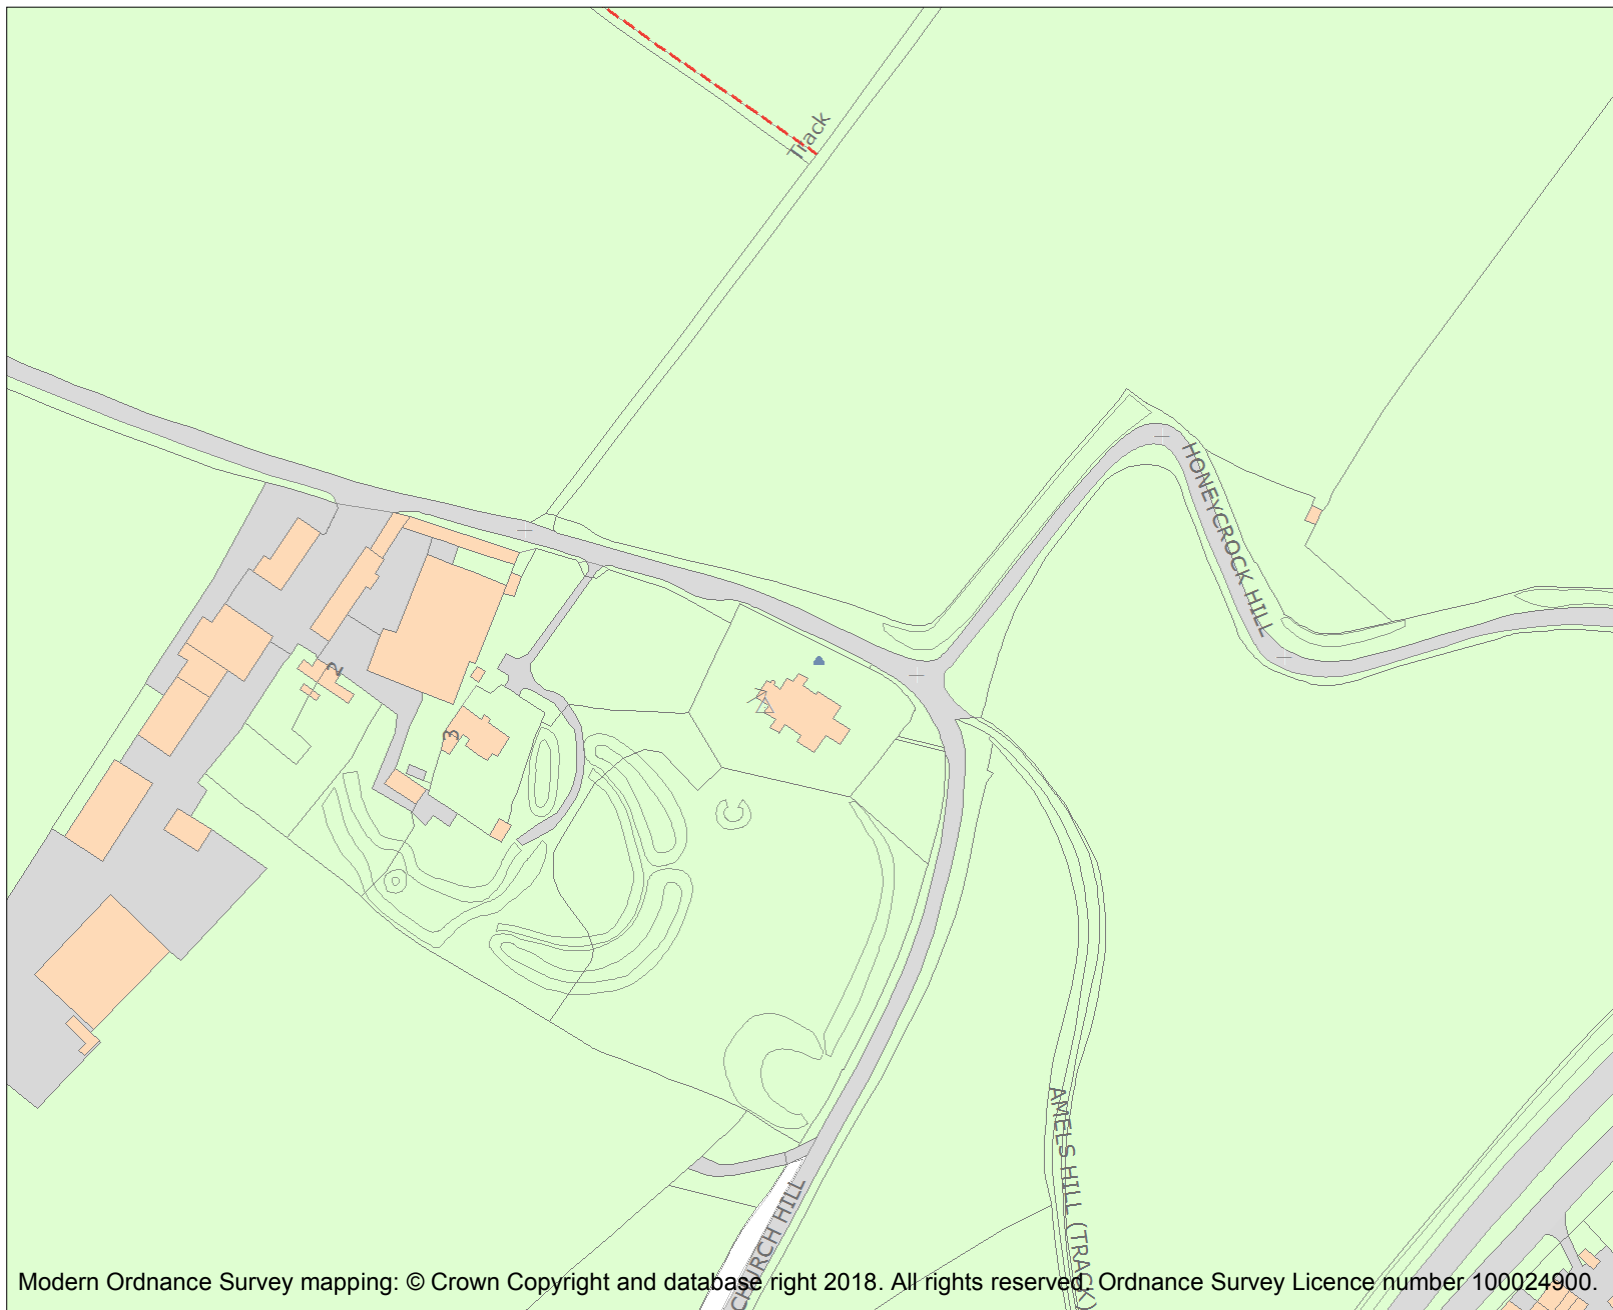 Track
HONEYCROCK HILL
2
3
AMELS HILL (TRACK)
CHURCH HILL
Modern Ordnance Survey mapping: © Crown Copyright and database right 2018. All rights reserved. Ordnance Survey Licence number 100024900.